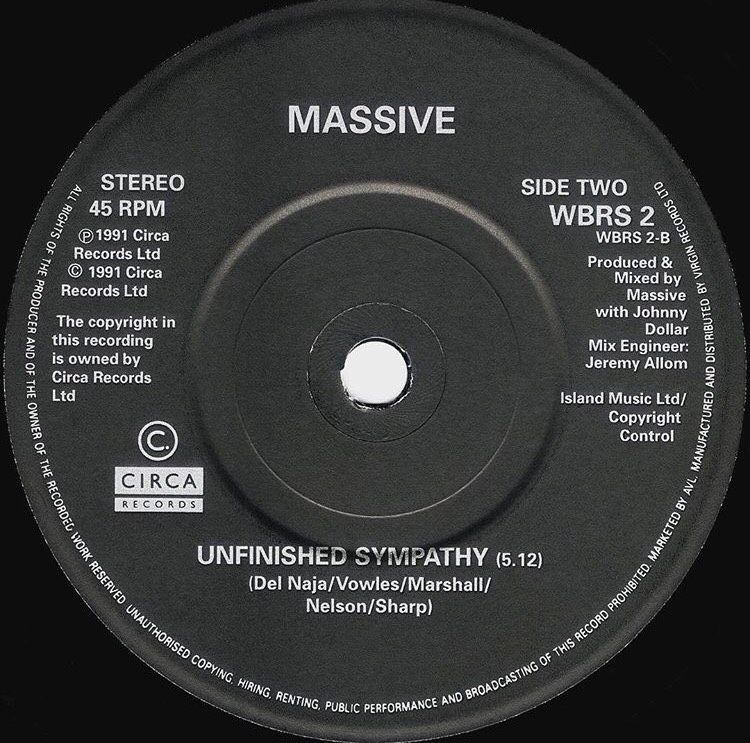 MASSIVE
STEREO
45 RPM
℗ 1991 Circa
Records Ltd
© 1991 Circa
Records Ltd
The copyright in
this recording
is owned by
Circa Records
Ltd
SIDE TWO
WBRS 2
WBRS 2-B
Produced &
Mixed by
Massive
with Johnny
Dollar
Mix Engineer:
Jeremy Allom
Island Music Ltd/
Copyright
Control
C.
CIRCA
RECORDS
UNFINISHED SYMPATHY (5.12)
(Del Naja/Vowles/Marshall/
Nelson/Sharp)
ALL RIGHTS OF THE PRODUCER AND OF THE OWNER OF THE RECORDED WORK RESERVED. UNAUTHORISED COPYING, HIRING, RENTING, PUBLIC PERFORMANCE AND BROADCASTING OF THIS RECORD PROHIBITED. MARKETED BY AVL. MANUFACTURED AND DISTRIBUTED BY VIRGIN RECORDS LTD